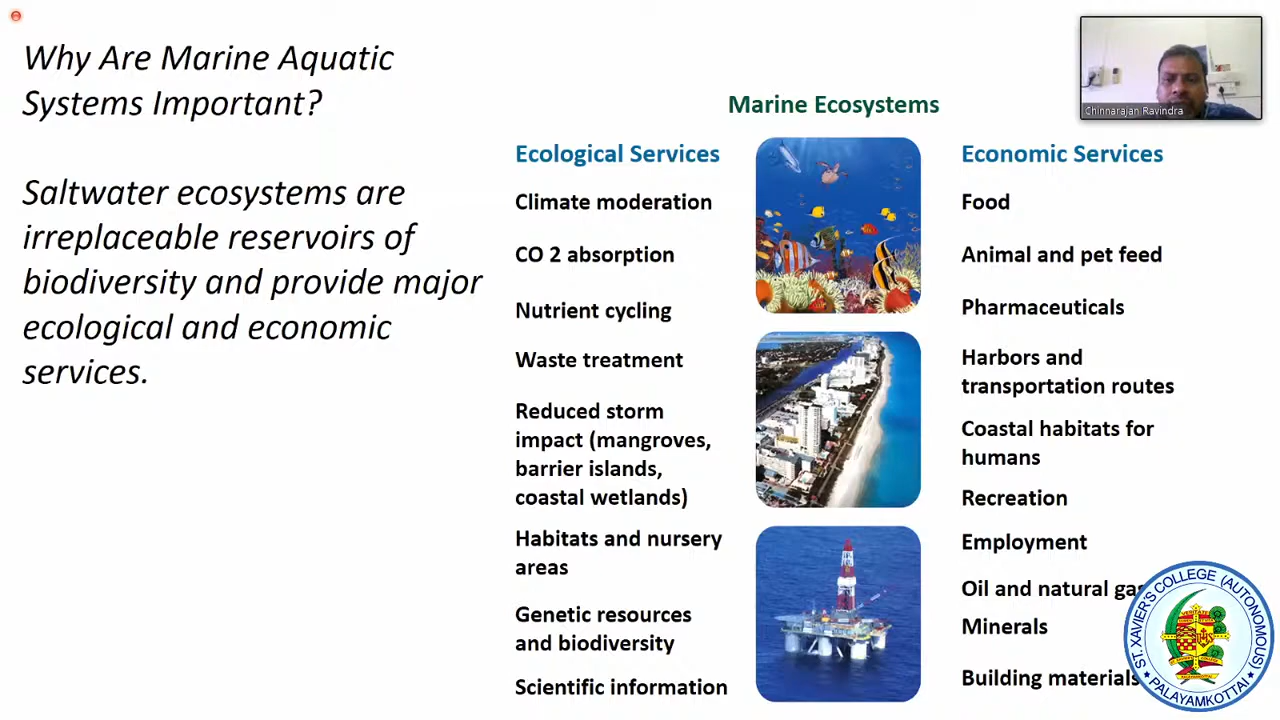 Why Are Marine Aquatic
Systems Important?
Saltwater ecosystems are
irreplaceable reservoirs of
biodiversity and provide major
ecological and economic
services.
Marine Ecosystems
Ecological Services
Climate moderation
CO 2 absorption
Nutrient cycling
Waste treatment
Reduced storm
impact (mangroves,
barrier islands,
coastal wetlands)
Habitats and nursery
areas
Genetic resources
and biodiversity
Scientific information
Economic Services
Food
Animal and pet feed
Pharmaceuticals
Harbors and
transportation routes
Coastal habitats for
humans
Recreation
Employment
Oil and natural gas
Minerals
Building materials
Chinnarajan Ravindra
ST. XAVIER'S COLLEGE (AUTONOMOUS)
PALAYAMKOTTAI